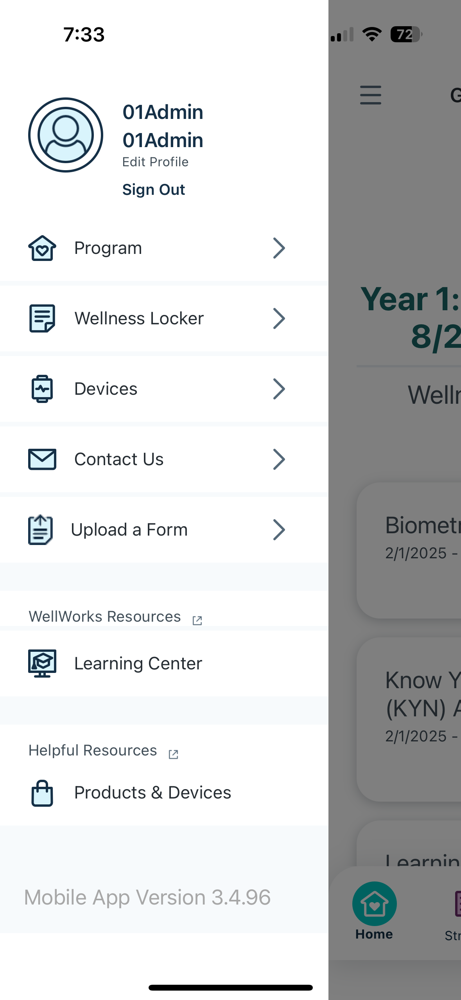 7:33
72
01Admin
01Admin
Edit Profile
Sign Out
Program
Wellness Locker
Devices
Contact Us
Upload a Form
WellWorks Resources
Learning Center
Helpful Resources
Products & Devices
Mobile App Version 3.4.96
G
Year 1:
8/2
Biometr
2/1/2025 -
Know Y
(KYN) A
2/1/2025 -
Learnin
Home
Str